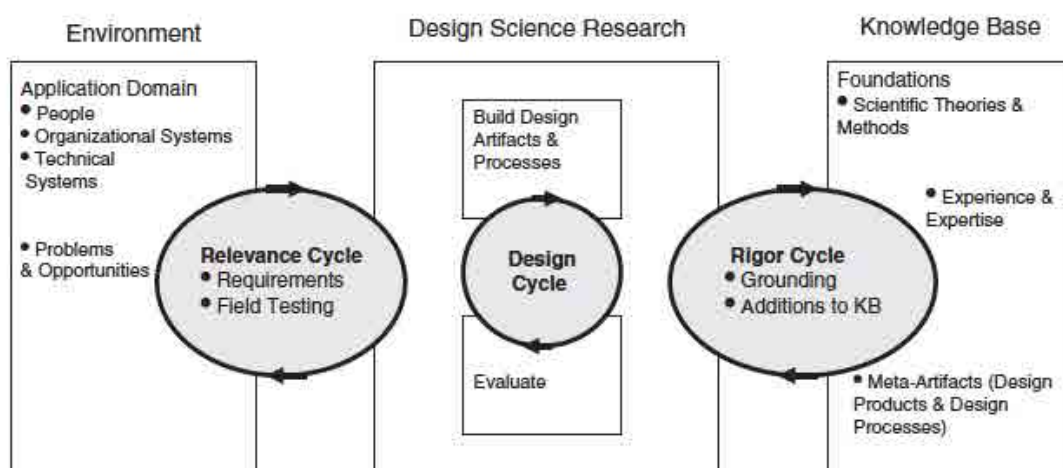 Environment
Design Science Research
Knowledge Base
Application Domain
• People
• Organizational Systems
• Technical
Systems
• Problems
& Opportunities
Relevance Cycle
• Requirements
• Field Testing
Build Design
Artifacts &
Processes
Design
Cycle
Evaluate
Rigor Cycle
• Grounding
• Additions to KB
Foundations
• Scientific Theories &
Methods
• Experience &
Expertise
• Meta-Artifacts (Design
Products & Design
Processes)